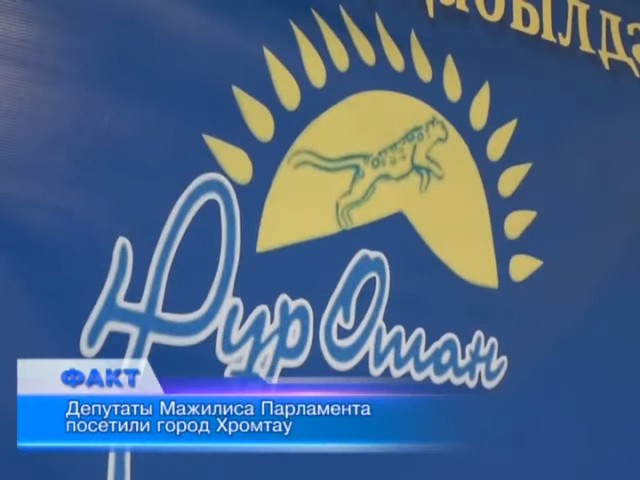 Нұр Отан
ФАКТ
Депутаты Мажилиса Парламента
посетили город Хромтау